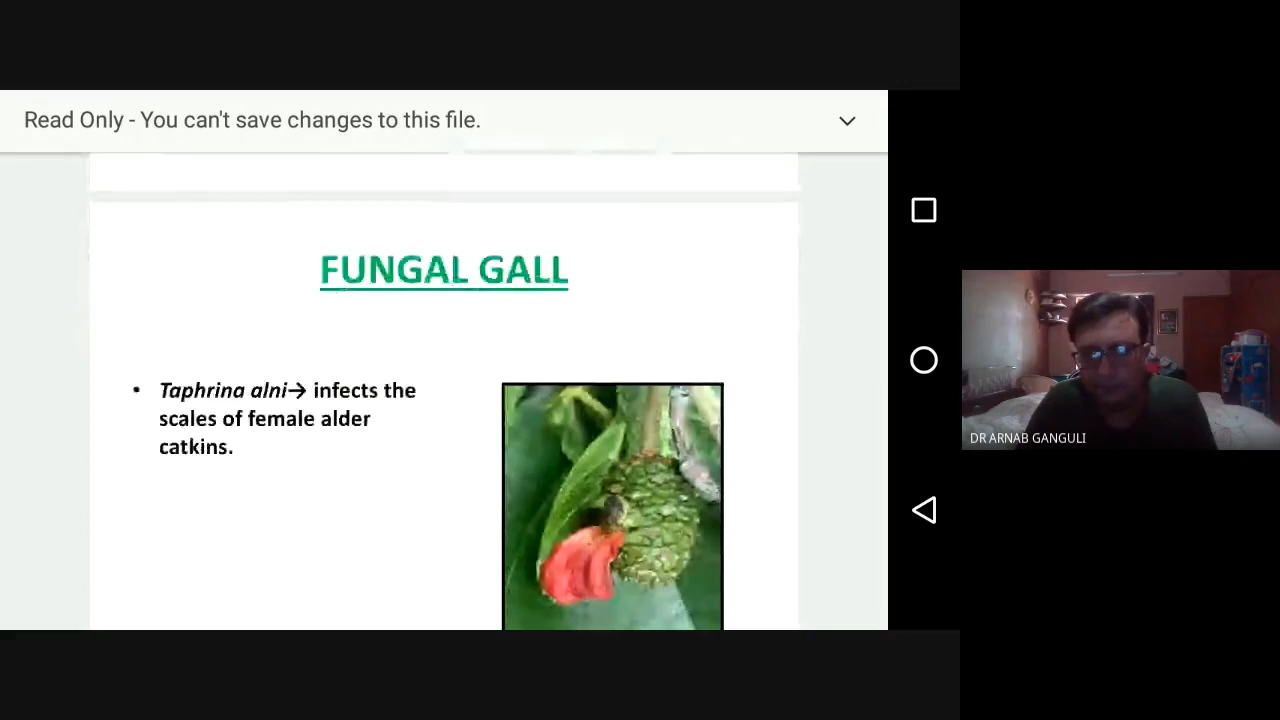 Read Only - You can't save changes to this file.
FUNGAL GALL
• Taphrina alni→ infects the
scales of female alder
catkins.
DR ARNAB GANGULI